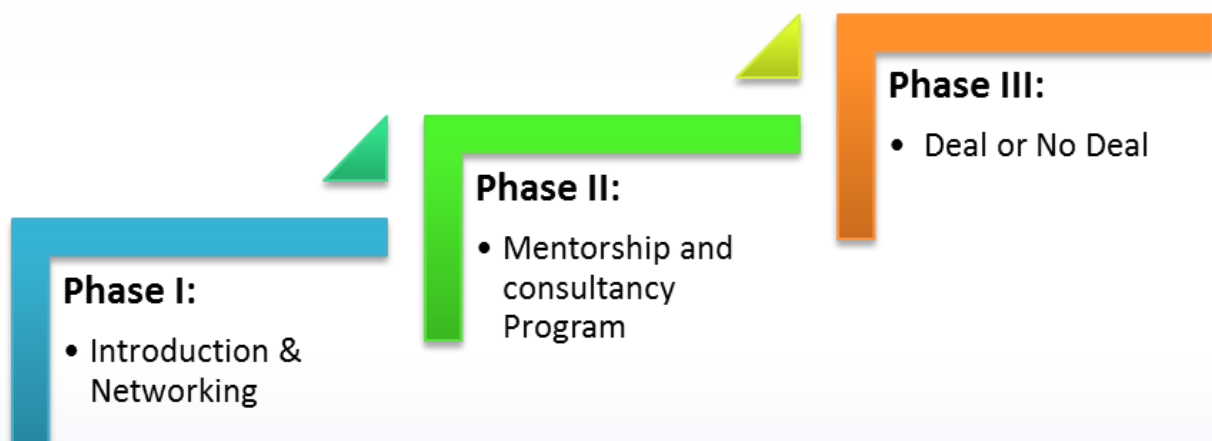 Phase I:
• Introduction &
Networking
Phase II:
• Mentorship and
consultancy
Program
Phase III:
• Deal or No Deal